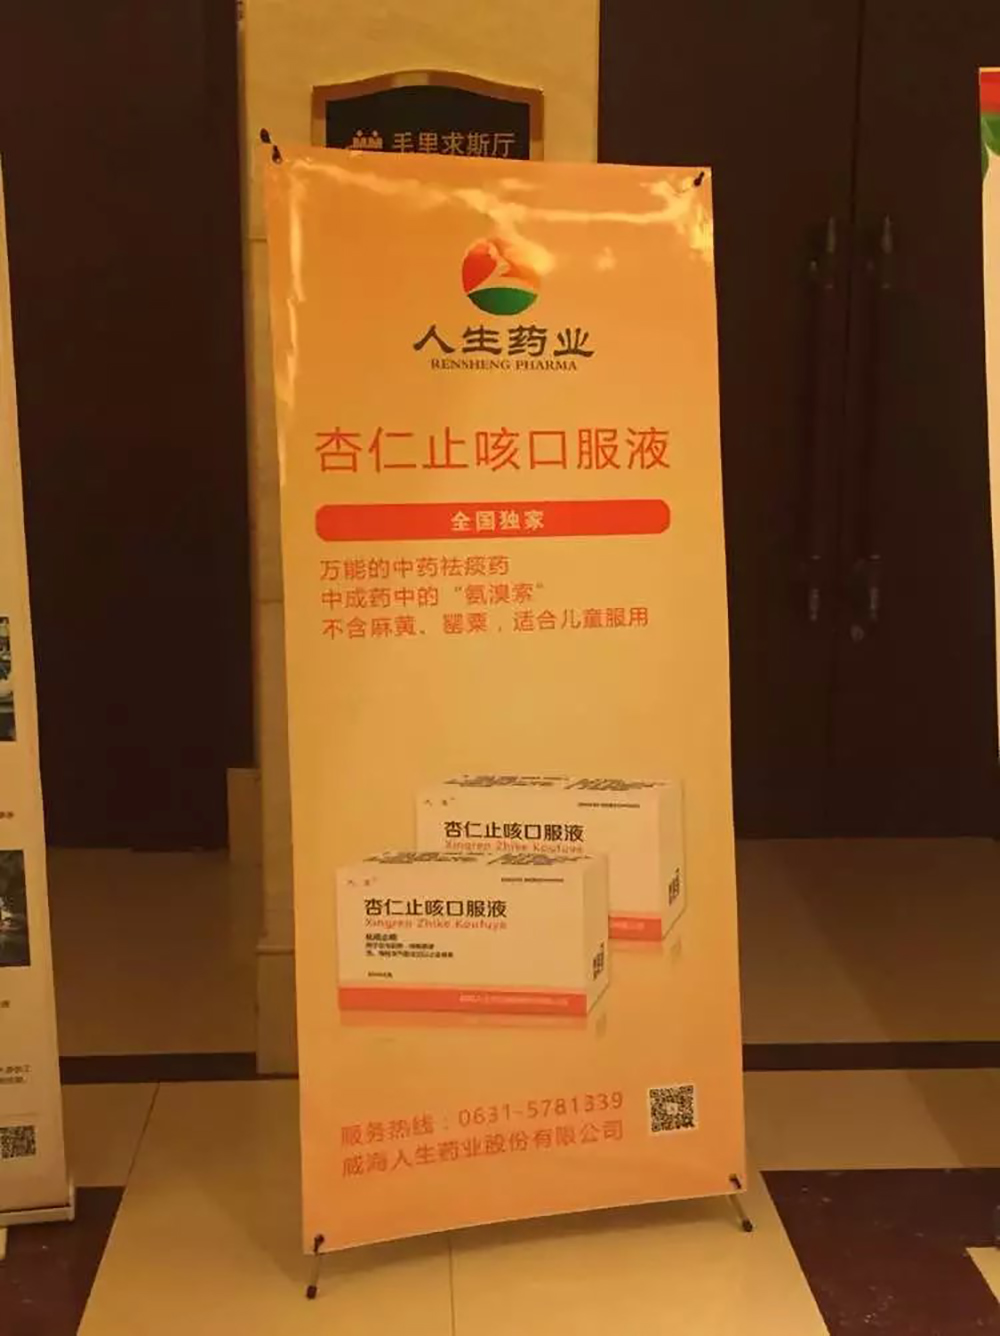 毛里求斯厅
人生药业
RENSHENG PHARMA
杏仁止咳口服液
全国独家
万能的中药祛痰药
中成药中的“氨溴索”
不含麻黄、罂粟，适合儿童服用
杏仁止咳口服液
Xingren Zhike Koufuye
杏仁止咳口服液
Xingren Zhike Koufuye
服务热线：0631-5781339
威海人生药业股份有限公司